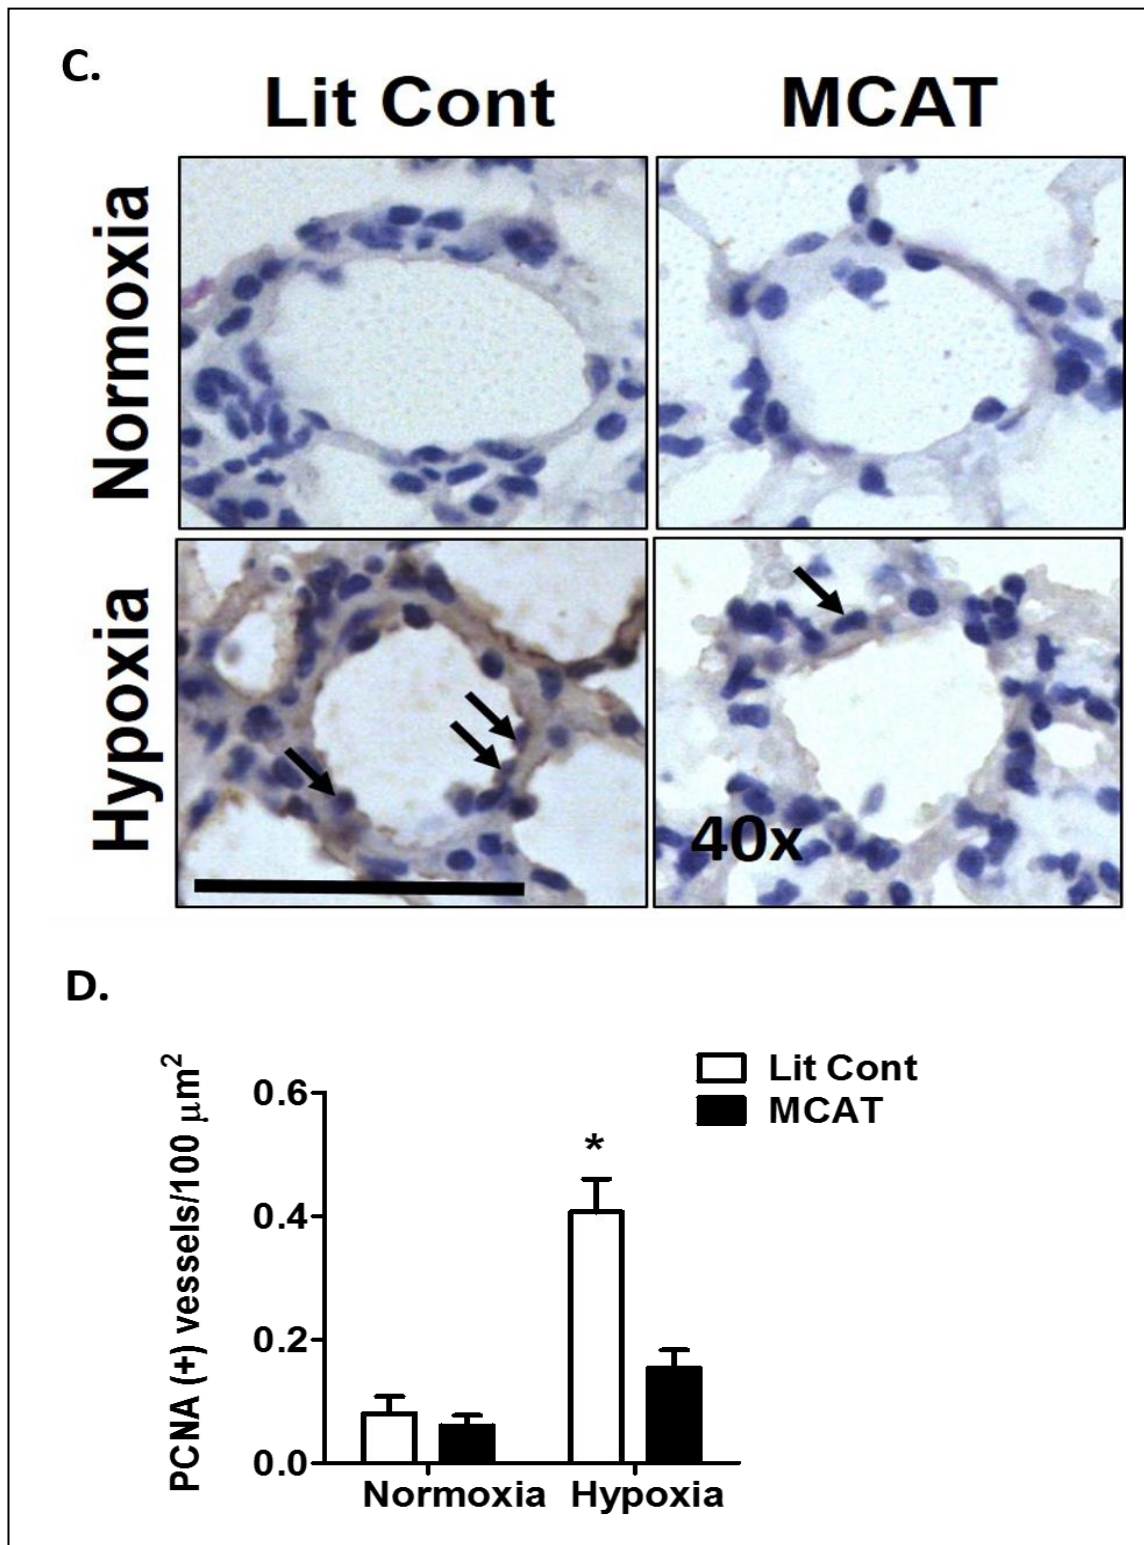 C.
Lit Cont MCAT
Normoxia
Hypoxia
40x
D.
PCNA (+) vessels/100 μm²
Lit Cont
MCAT
0.6
0.4
0.2
0.0
*
Normoxia Hypoxia